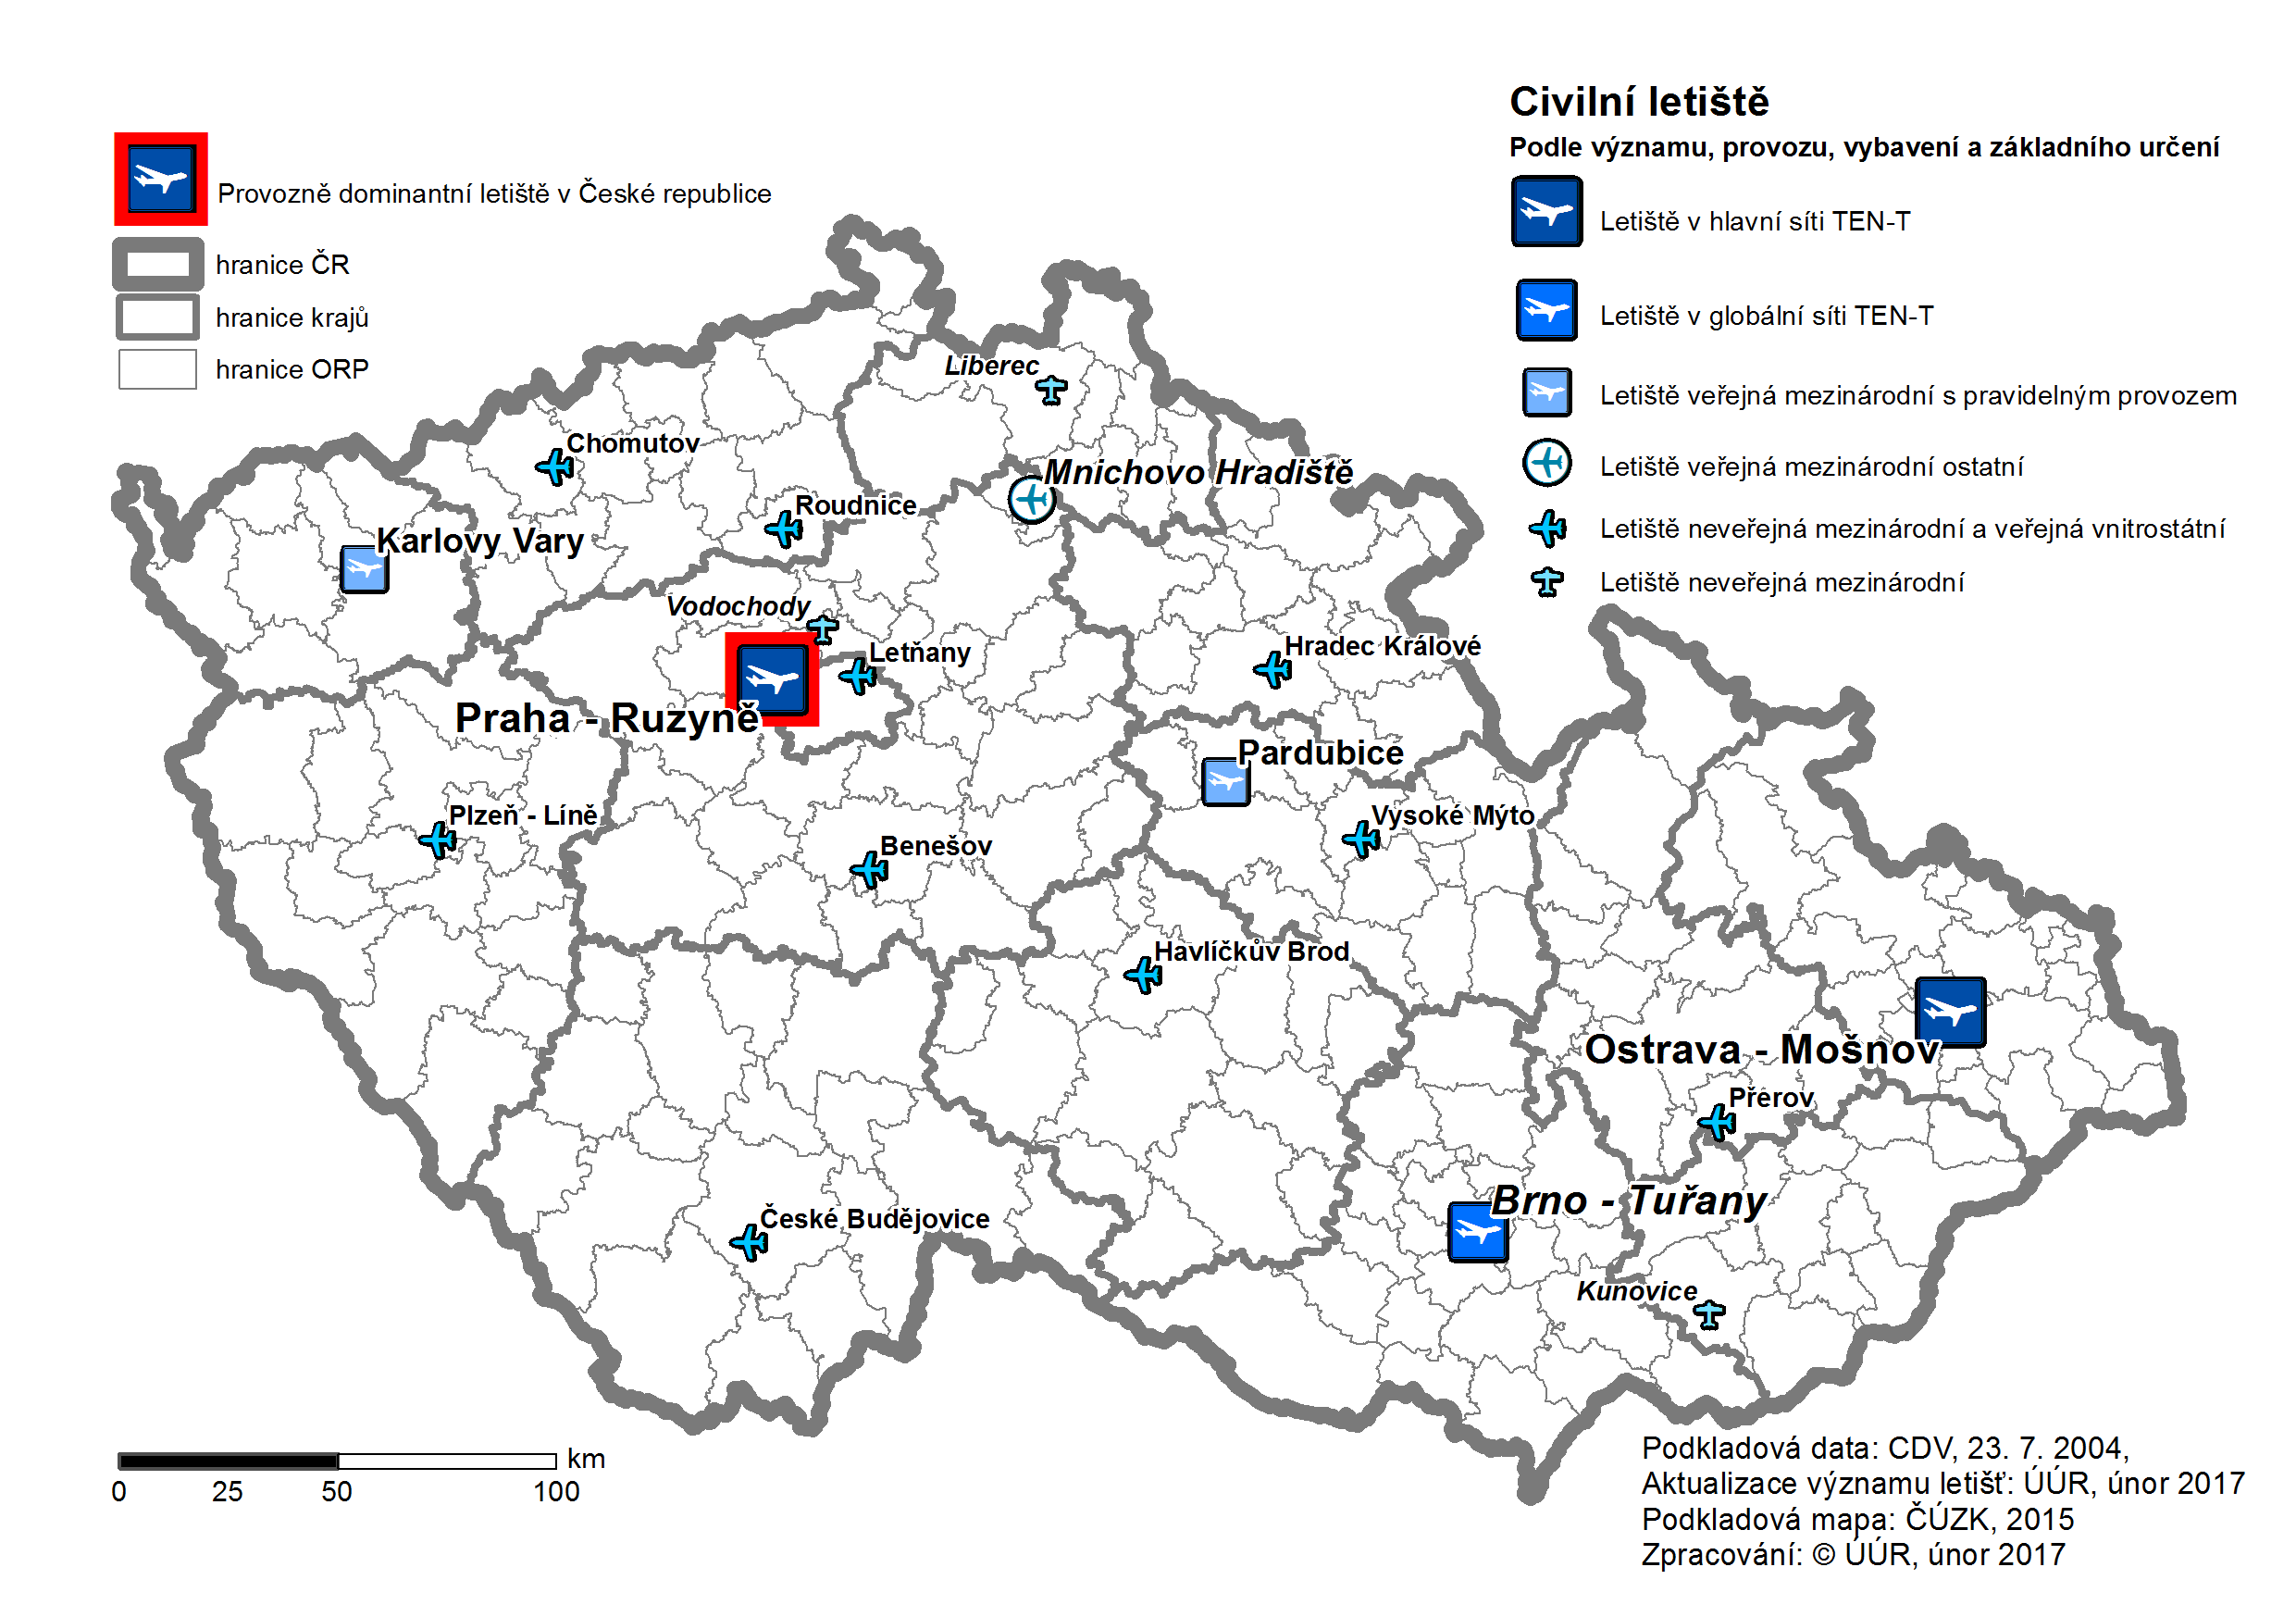 Civilní letiště
Podle významu, provozu, vybavení a základního určení
Provozně dominantní letiště v České republice
hranice ČR
hranice krajů
hranice ORP
Letiště v hlavní síti TEN-T
Letiště v globální síti TEN-T
Letiště veřejná mezinárodní s pravidelným provozem
Letiště veřejná mezinárodní ostatní
Letiště neveřejná mezinárodní a veřejná vnitrostátní
Letiště neveřejná mezinárodní
Liberec
Chomutov
Mnichovo Hradiště
Roudnice
Karlovy Vary
Vodochody
Letňany
Hradec Králové
Praha - Ruzyně
Pardubice
Plzeň - Líně
Vysoké Mýto
Benešov
Havlíčkův Brod
Ostrava - Mošnov
Přerov
Brno - Tuřany
České Budějovice
Kunovice
km
0 25 50 100
Podkladová data: CDV, 23. 7. 2004,
Aktualizace významu letišť: ÚÚR, únor 2017
Podkladová mapa: ČÚZK, 2015
Zpracování: © ÚÚR, únor 2017